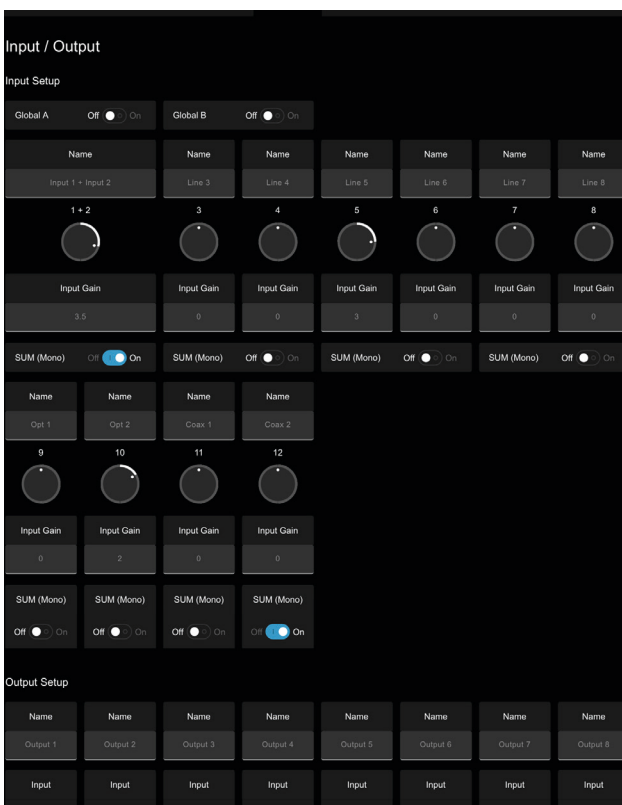 Input / Output
Input Setup
Global A Off On Global B Off On
Name Name Name Name Name Name Name
Input 1 + Input 2 Line 3 Line 4 Line 5 Line 6 Line 7 Line 8
1 + 2 3 4 5 6 7 8
Input Gain Input Gain Input Gain Input Gain Input Gain Input Gain Input Gain
3.5 0 0 3 0 0 0
SUM (Mono) Off On SUM (Mono) Off On SUM (Mono) Off On SUM (Mono) Off On
Name Name Name Name
Opt 1 Opt 2 Coax 1 Coax 2
9 10 11 12
Input Gain Input Gain Input Gain Input Gain
0 2 0 0
SUM (Mono) SUM (Mono) SUM (Mono) SUM (Mono)
Off On Off On Off On Off On
Output Setup
Name Name Name Name Name Name Name Name
Output 1 Output 2 Output 3 Output 4 Output 5 Output 6 Output 7 Output 8
Input Input Input Input Input Input Input Input